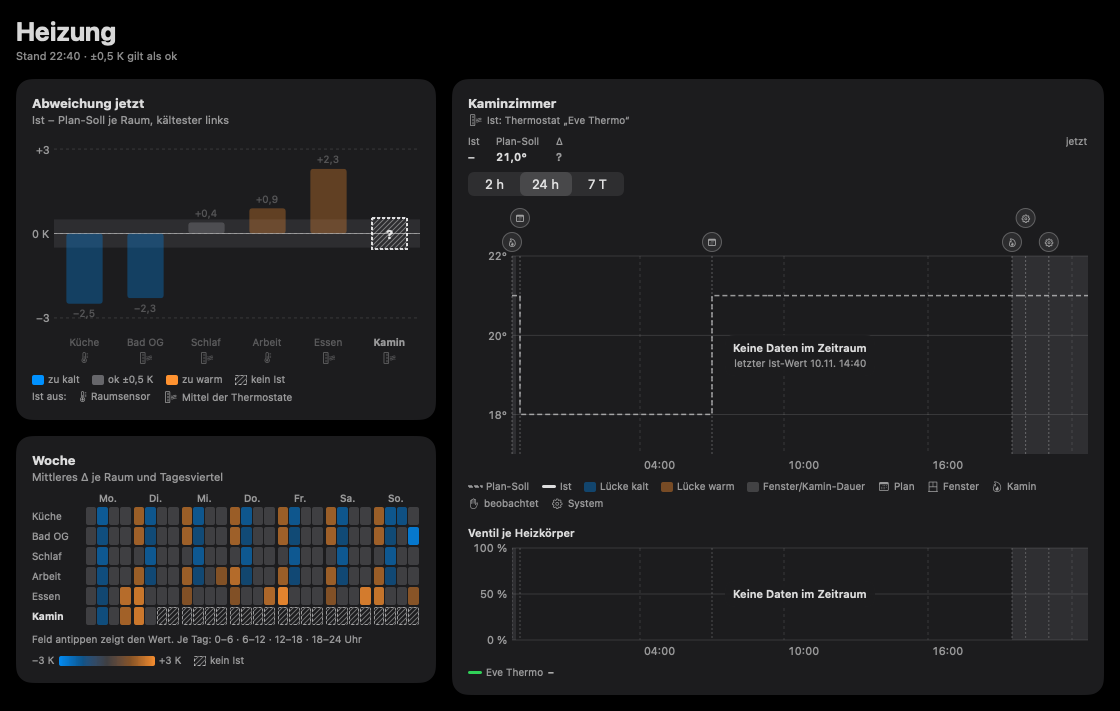 Heizung
Stand 22:40 · ±0,5 K gilt als ok
Abweichung jetzt
Ist – Plan-Soll je Raum, kältester links
+3
0 K
−3
−2,5
−2,3
+0,4
+0,9
+2,3
?
Küche
Bad OG
Schlaf
Arbeit
Essen
Kamin
zu kalt
ok ±0,5 K
zu warm
kein Ist
Ist aus:
Raumsensor
Mittel der Thermostate
Woche
Mittleres Δ je Raum und Tagesviertel
Mo. Di. Mi. Do. Fr. Sa. So.
Küche
Bad OG
Schlaf
Arbeit
Essen
Kamin
Feld antippen zeigt den Wert. Je Tag: 0–6 · 6–12 · 12–18 · 18–24 Uhr
−3 K
+3 K
kein Ist
Kaminzimmer
Ist: Thermostat „Eve Thermo“
Ist Plan-Soll Δ
– 21,0° ?
jetzt
2 h 24 h 7 T
22°
20°
18°
Keine Daten im Zeitraum
letzter Ist-Wert 10.11. 14:40
04:00 10:00 16:00
Plan-Soll Ist Lücke kalt Lücke warm Fenster/Kamin-Dauer Plan Fenster Kamin
beobachtet System
Ventil je Heizkörper
100 %
50 %
0 %
Keine Daten im Zeitraum
04:00 10:00 16:00
Eve Thermo –